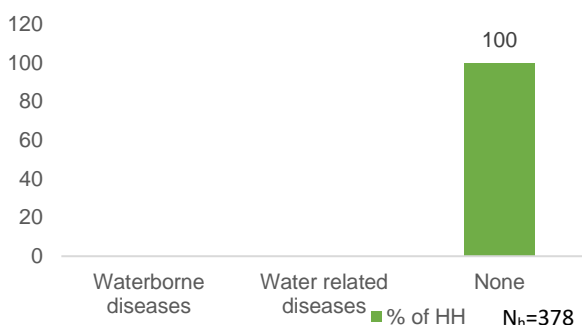 120
100
80
60
40
20
0
100
Waterborne
diseases
Water related
diseases
None
% of HH
Nₕ=378